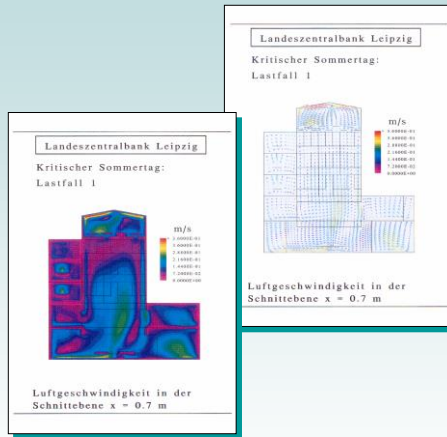 Landeszentralbank Leipzig
Kritischer Sommertag:
Lastfall 1
m/s
Luftgeschwindigkeit in der
Schnittebene x = 0.7 m
Landeszentralbank Leipzig
Kritischer Sommertag:
Lastfall 1
m/s
Luftgeschwindigkeit in der
Schnittebene x = 0.7 m